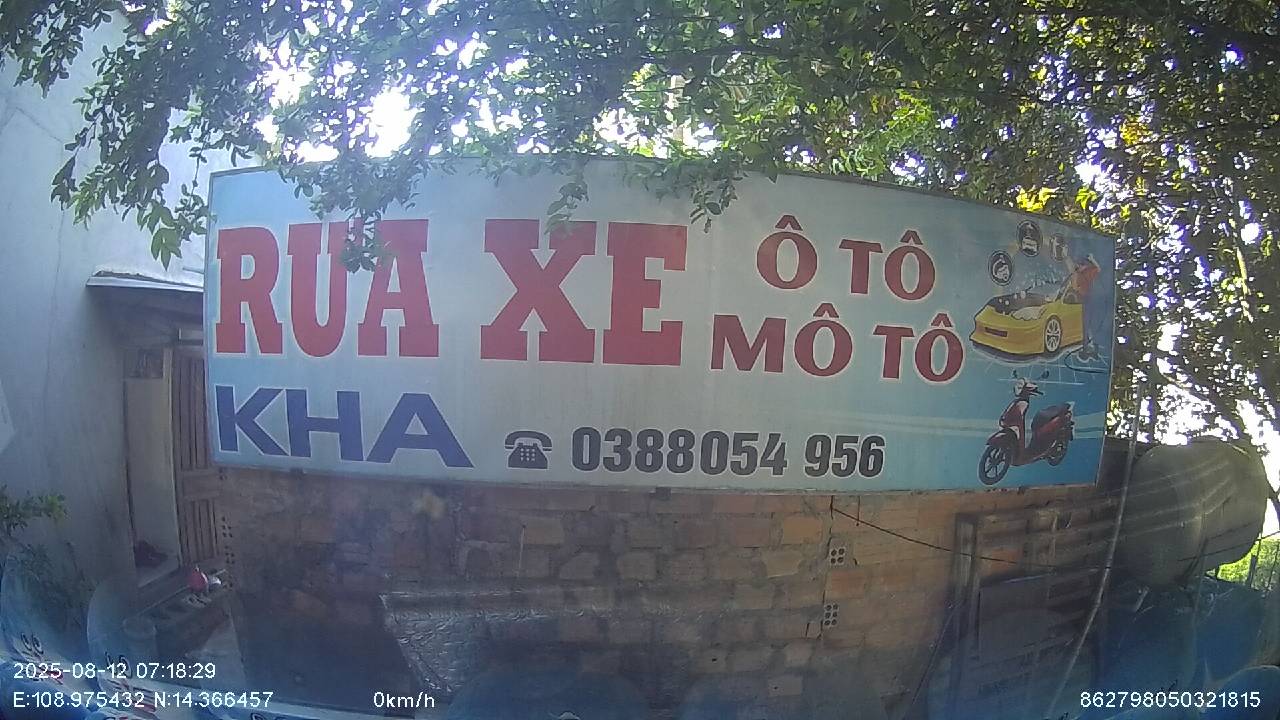 RỬA XE
Ô TÔ
MÔ TÔ
KHA
☎ 0388054 956
2025-08-12 07:18:29
E:108.975432 N:14.366457
0km/h
862798050321815